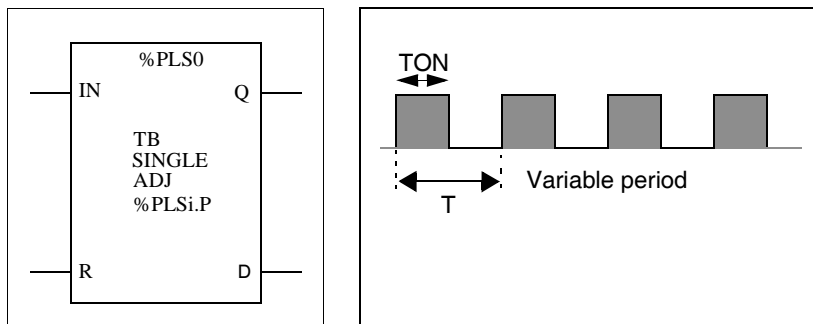 %PLS0
IN Q
TB
SINGLE
ADJ
%PLSi.P
R D
TON
Variable period
T